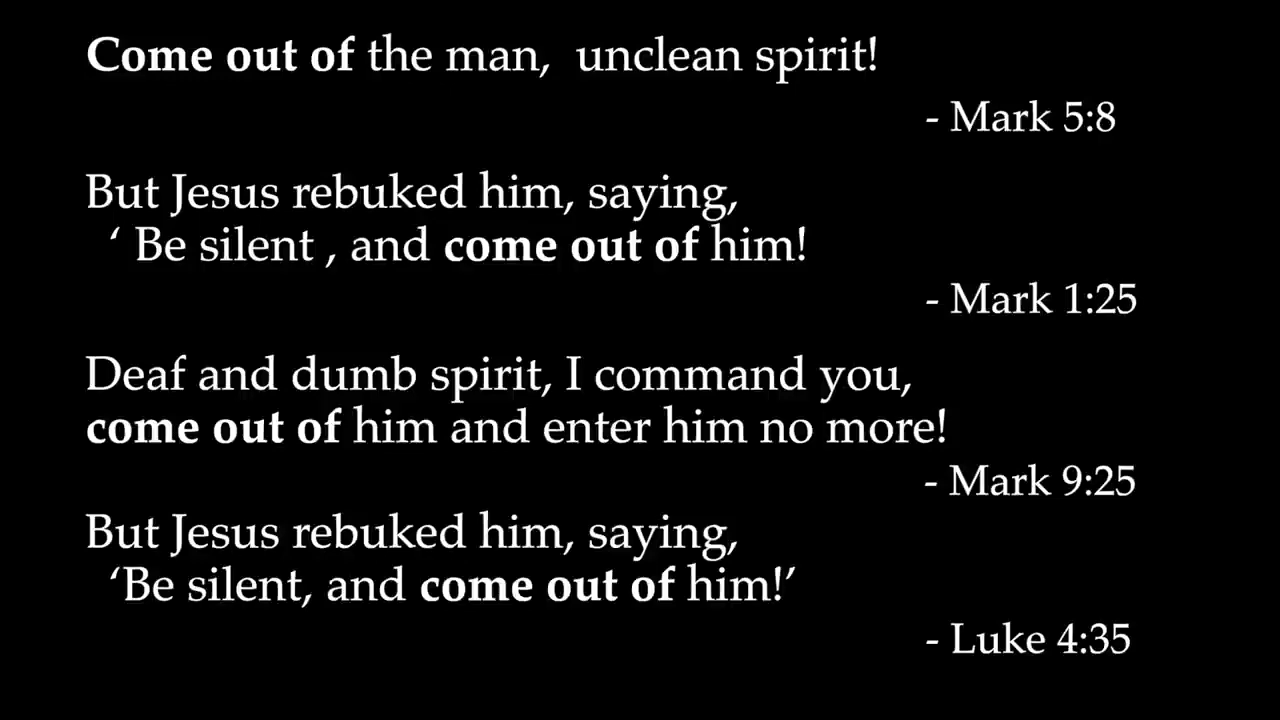 Come out of the man,  unclean spirit!
- Mark 5:8
But Jesus rebuked him, saying,
‘ Be silent , and come out of him!
- Mark 1:25
Deaf and dumb spirit, I command you,
come out of him and enter him no more!
- Mark 9:25
But Jesus rebuked him, saying,
‘Be silent, and come out of him!’
- Luke 4:35